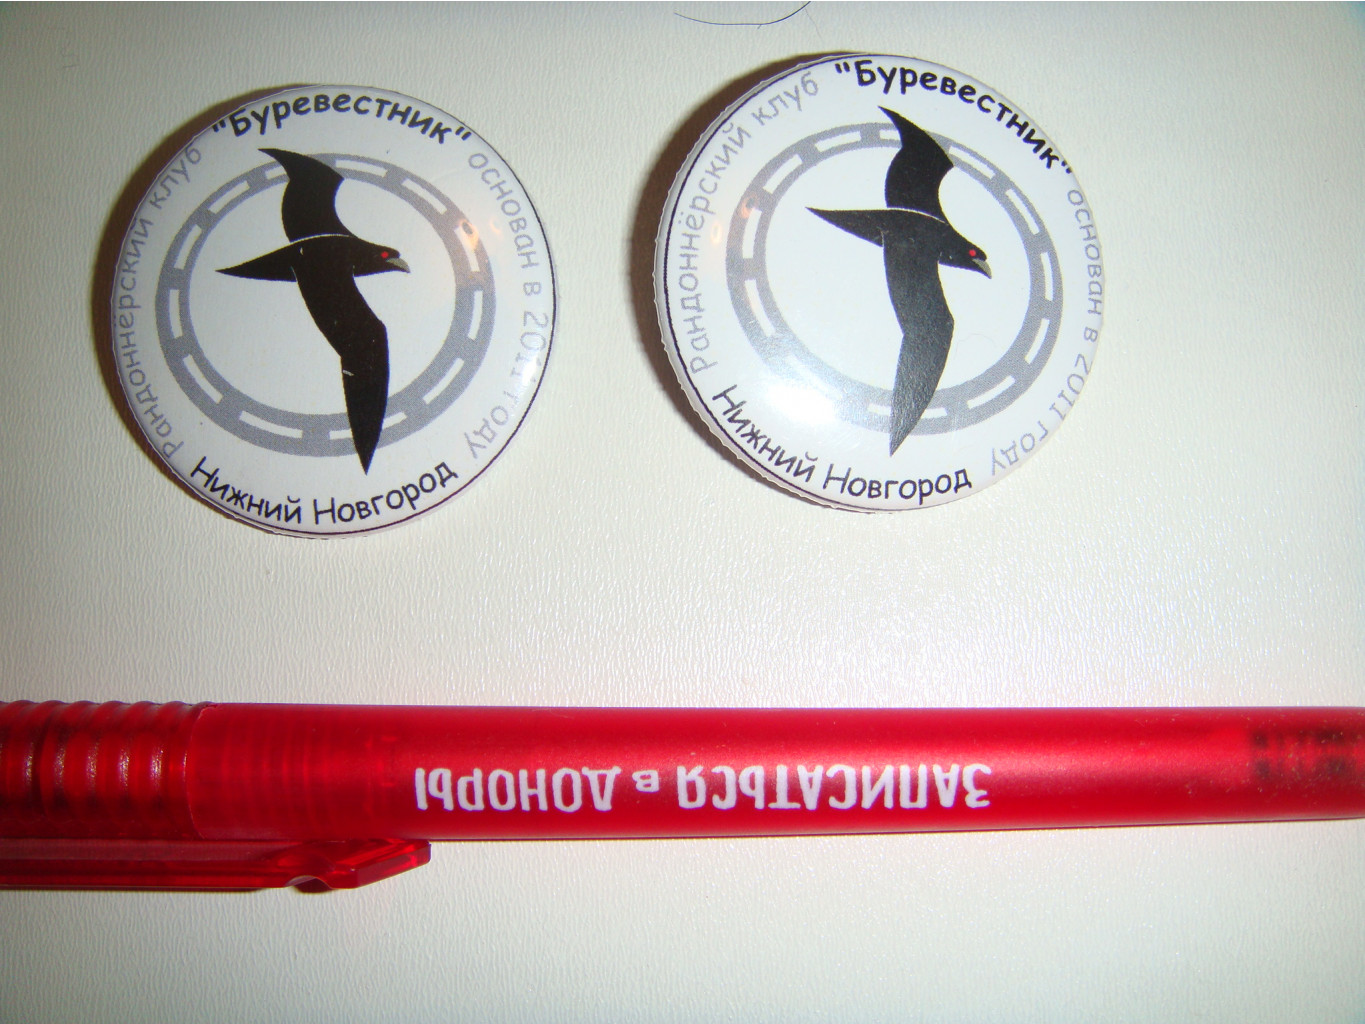 Рандоннёрский клуб "Буревестник" основан в 2011 году
Нижний Новгород
Рандоннёрский клуб "Буревестник" основан в 2011 году
Нижний Новгород
ЗАПИСАТЬСЯ в ДОНОРЫ